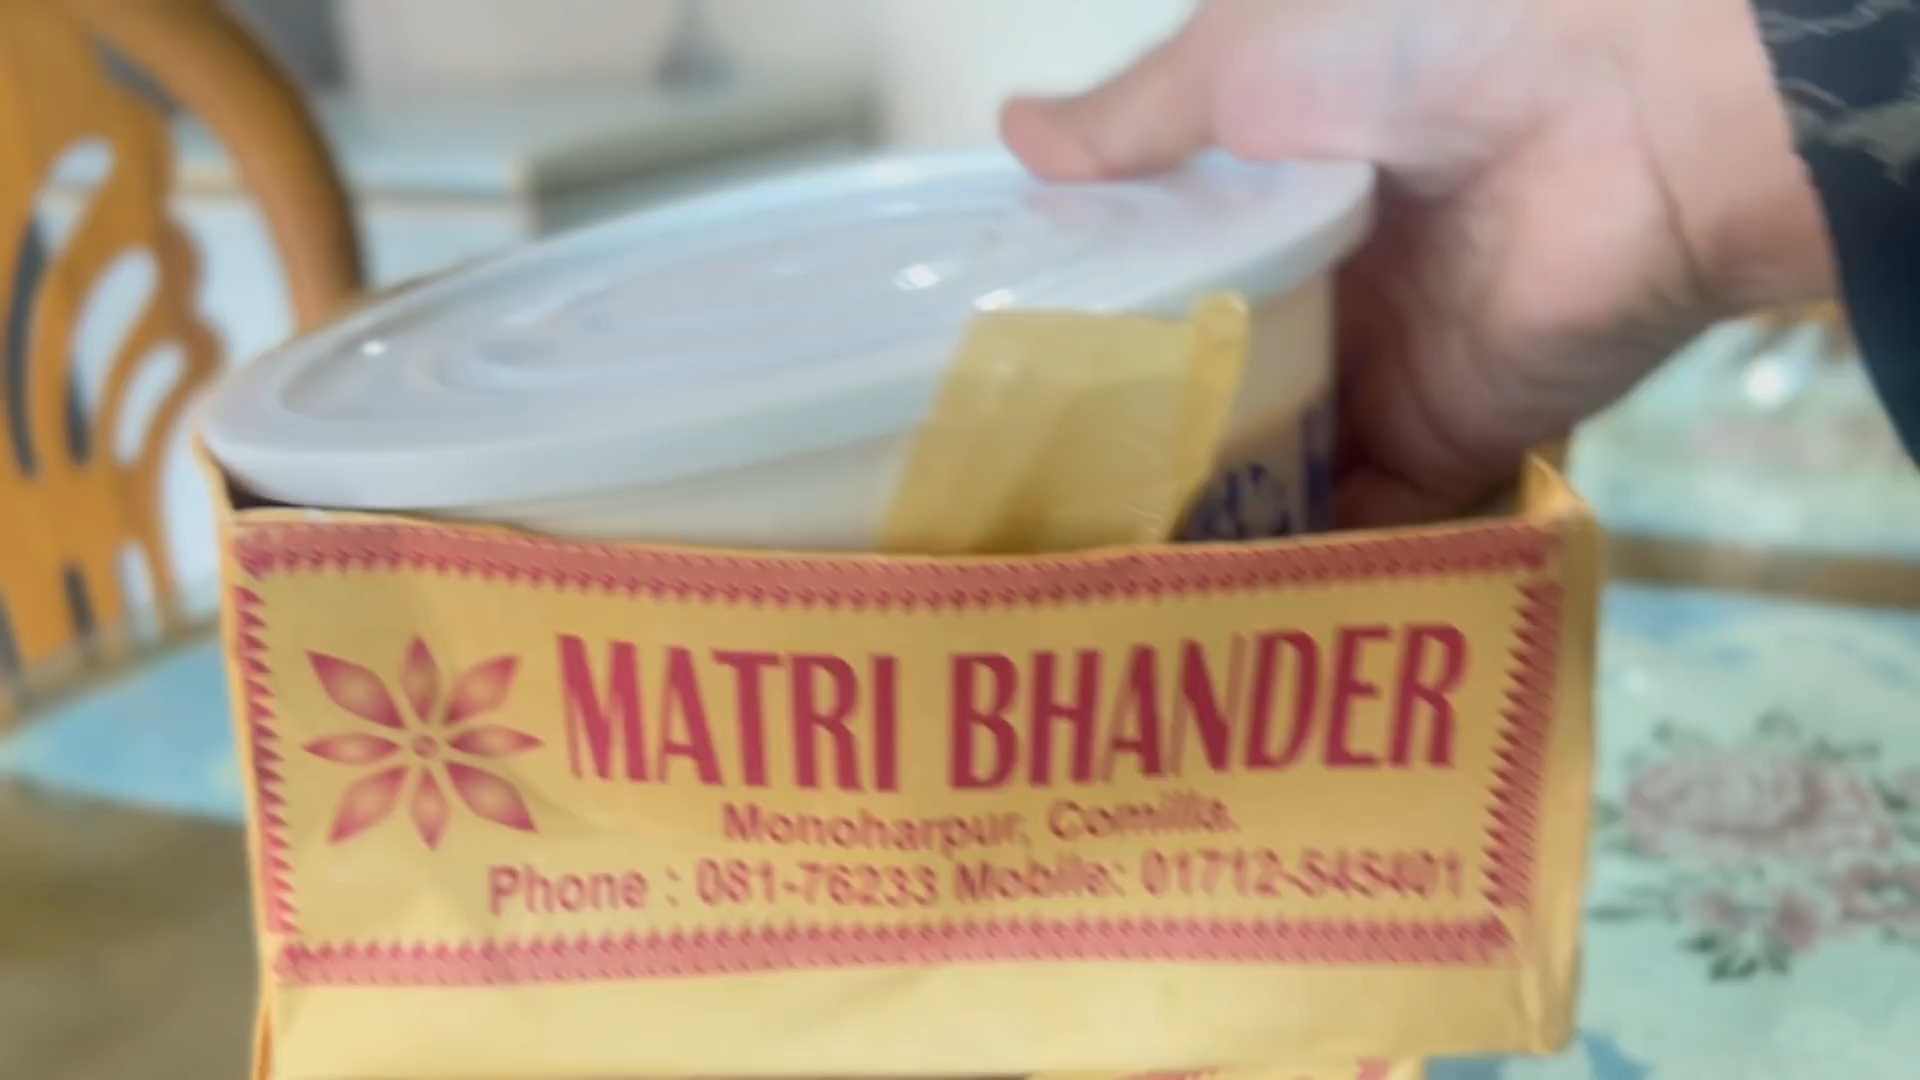 MATRI BHANDER
Monoharpur, Comilla.
Phone : 081-76233 Mobile: 01712-545401